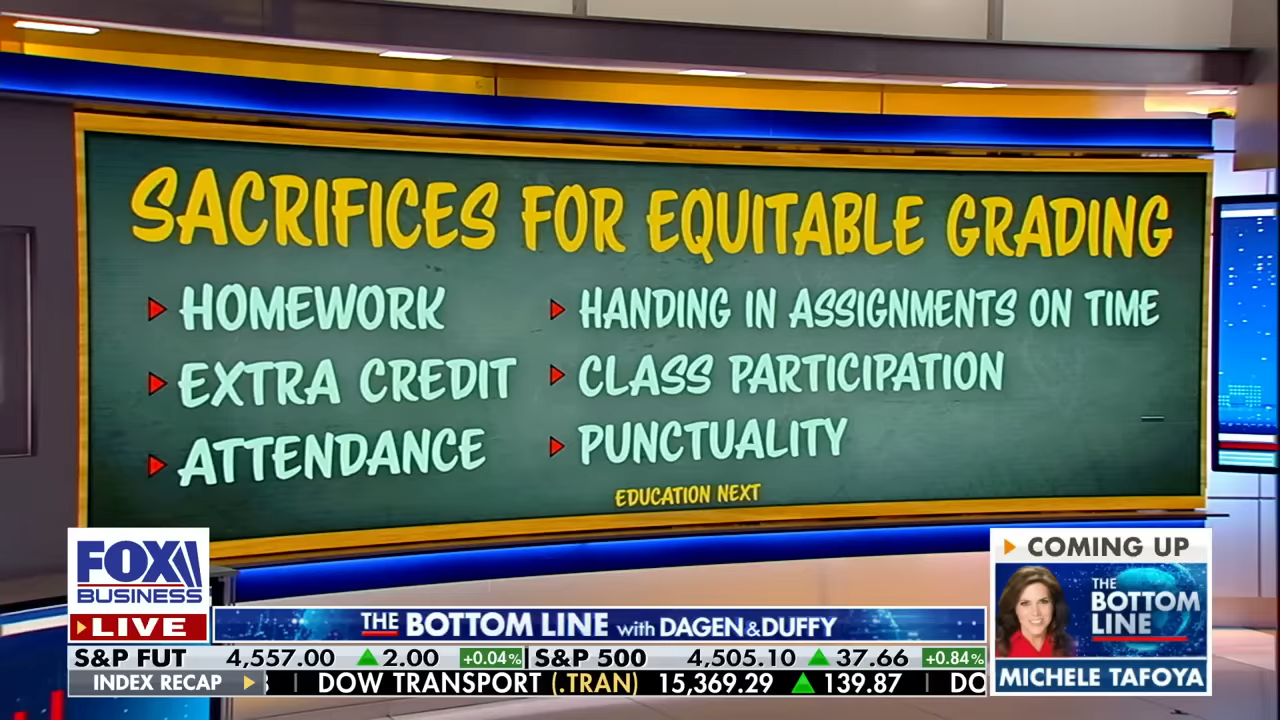 SACRIFICES FOR EQUITABLE GRADING
HOMEWORK
EXTRA CREDIT
ATTENDANCE
HANDING IN ASSIGNMENTS ON TIME
CLASS PARTICIPATION
PUNCTUALITY
EDUCATION NEXT
FOX
BUSINESS
LIVE
THE BOTTOM LINE with DAGEN & DUFFY
COMING UP
THE
BOTTOM
LINE
MICHELE TAFOYA
S&P FUT 4,557.00 2.00 +0.04% S&P 500 4,505.10 37.66 +0.84%
INDEX RECAP DOW TRANSPORT (.TRAN) 15,369.29 139.87 DO